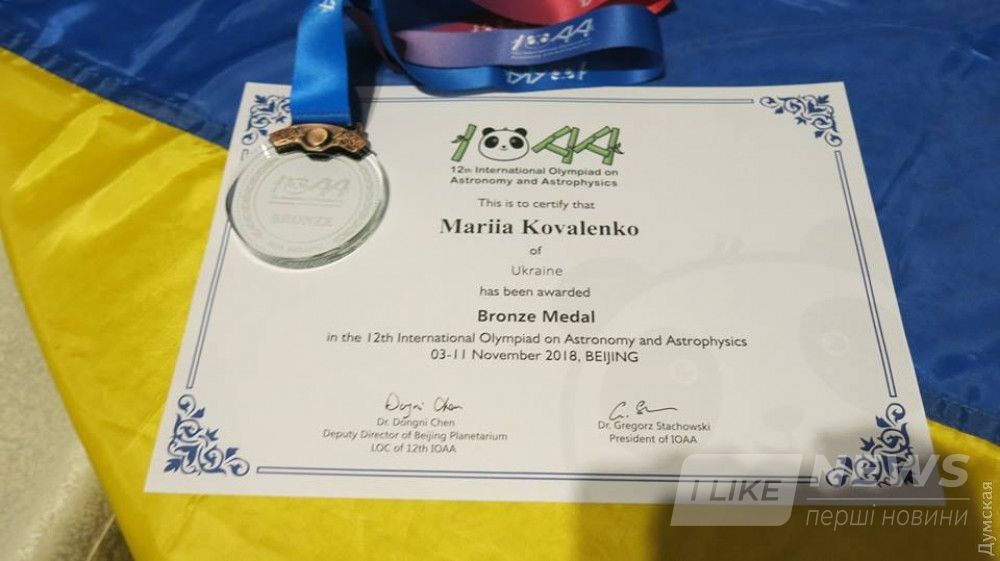 IOAA
IOAA
BRONZE
IOAA
12th International Olympiad on
Astronomy and Astrophysics
This is to certify that
Mariia Kovalenko
of
Ukraine
has been awarded
Bronze Medal
in the 12th International Olympiad on Astronomy and Astrophysics
03-11 November 2018, BEIJING
Dr. Dongni Chen
Deputy Director of Beijing Planetarium
LOC of 12th IOAA
Dr. Gregorz Stachowski
President of IOAA
I LIKE NEWS
перші новини
Думская